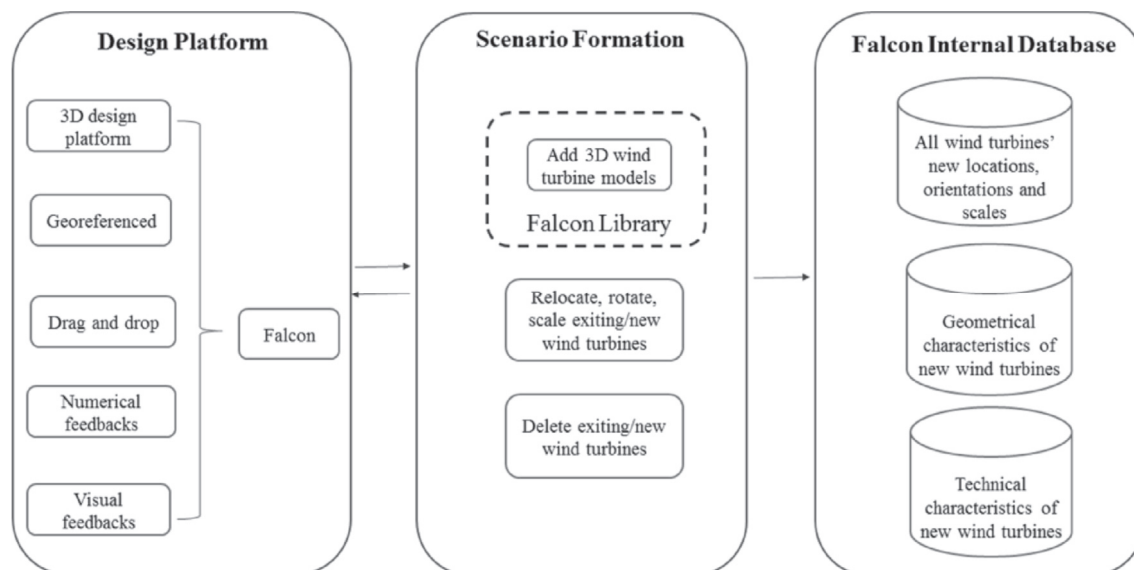 Design Platform
3D design
platform
Georeferenced
Drag and drop
Numerical
feedbacks
Visual
feedbacks
Falcon
Scenario Formation
Add 3D wind
turbine models
Falcon Library
Relocate, rotate,
scale exiting/new
wind turbines
Delete exiting/new
wind turbines
Falcon Internal Database
All wind turbines’
new locations,
orientations and
scales
Geometrical
characteristics of
new wind turbines
Technical
characteristics of
new wind turbines